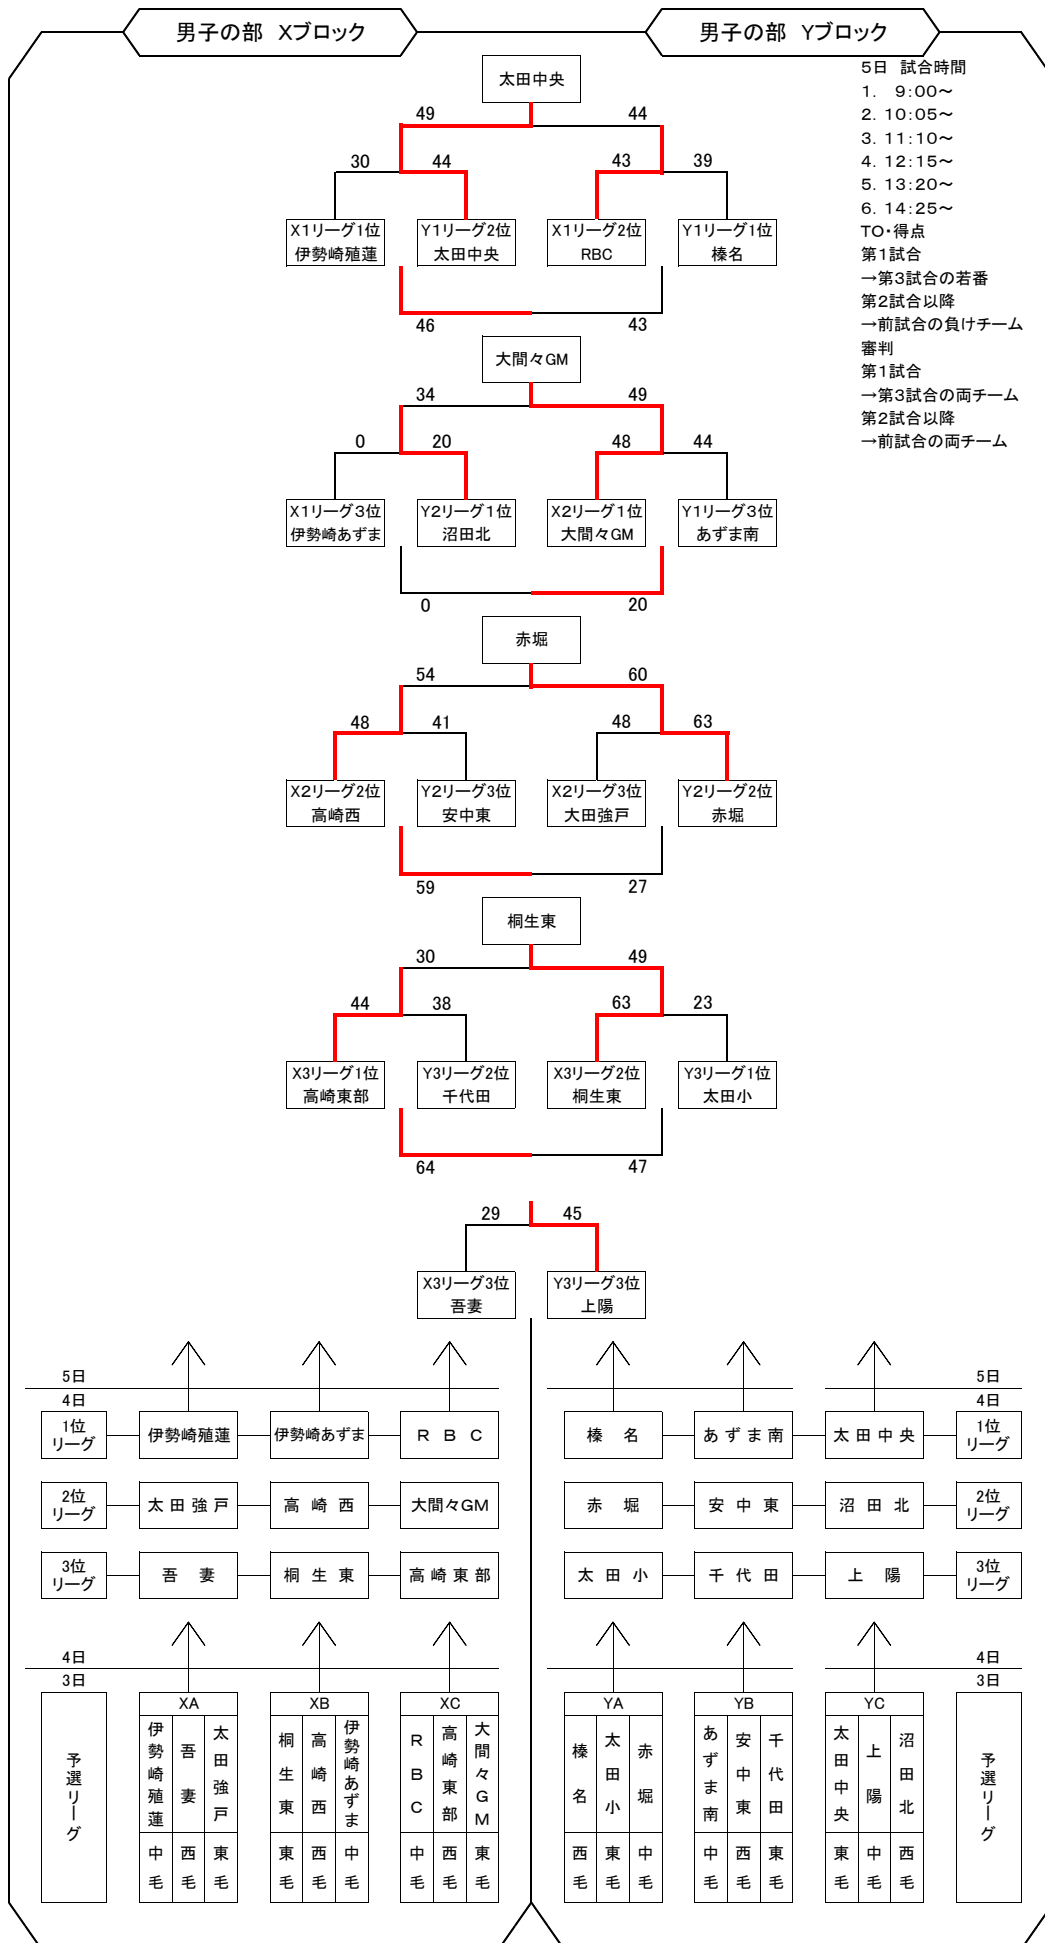 男子の部 Xブロック
男子の部 Yブロック
5日 試合時間
1. 9:00～
2. 10:05～
3. 11:10～
4. 12:15～
5. 13:20～
6. 14:25～
TO・得点
第1試合
→第3試合の若番
第2試合以降
→前試合の負けチーム
審判
第1試合
→第3試合の両チーム
第2試合以降
→前試合の両チーム
太田中央
49 44
30 44 43 39
X1リーグ1位 Y1リーグ2位 X1リーグ2位 Y1リーグ1位
伊勢崎殖蓮 太田中央 RBC 榛名
46 43
大間々GM
34 49
0 20 48 44
X1リーグ3位 Y2リーグ1位 X2リーグ1位 Y1リーグ3位
伊勢崎あずま 沼田北 大間々GM あずま南
0 20
赤堀
54 60
48 41 48 63
X2リーグ2位 Y2リーグ3位 X2リーグ3位 Y2リーグ2位
高崎西 安中東 大田強戸 赤堀
59 27
桐生東
30 49
44 38 63 23
X3リーグ1位 Y3リーグ2位 X3リーグ2位 Y3リーグ1位
高崎東部 千代田 桐生東 太田小
64 47
29 45
X3リーグ3位 Y3リーグ3位
吾妻 上陽
5日 5日
4日 4日
1位リーグ 伊勢崎殖蓮 伊勢崎あずま RBC 榛名 あずま南 太田中央 1位リーグ
2位リーグ 太田強戸 高崎西 大間々GM 赤堀 安中東 沼田北 2位リーグ
3位リーグ 吾妻 桐生東 高崎東部 太田小 千代田 上陽 3位リーグ
4日 4日
3日 3日
XA XB XC YA YB YC
予選リーグ 伊勢崎殖蓮 吾妻 太田強戸 桐生東 高崎西 伊勢崎あずま RBC 高崎東部 大間々GM 榛名 太田小 赤堀 あずま南 安中東 千代田 太田中央 上陽 沼田北 予選リーグ
中毛 西毛 東毛 東毛 西毛 中毛 中毛 西毛 東毛 西毛 東毛 中毛 中毛 西毛 東毛 東毛 中毛 西毛